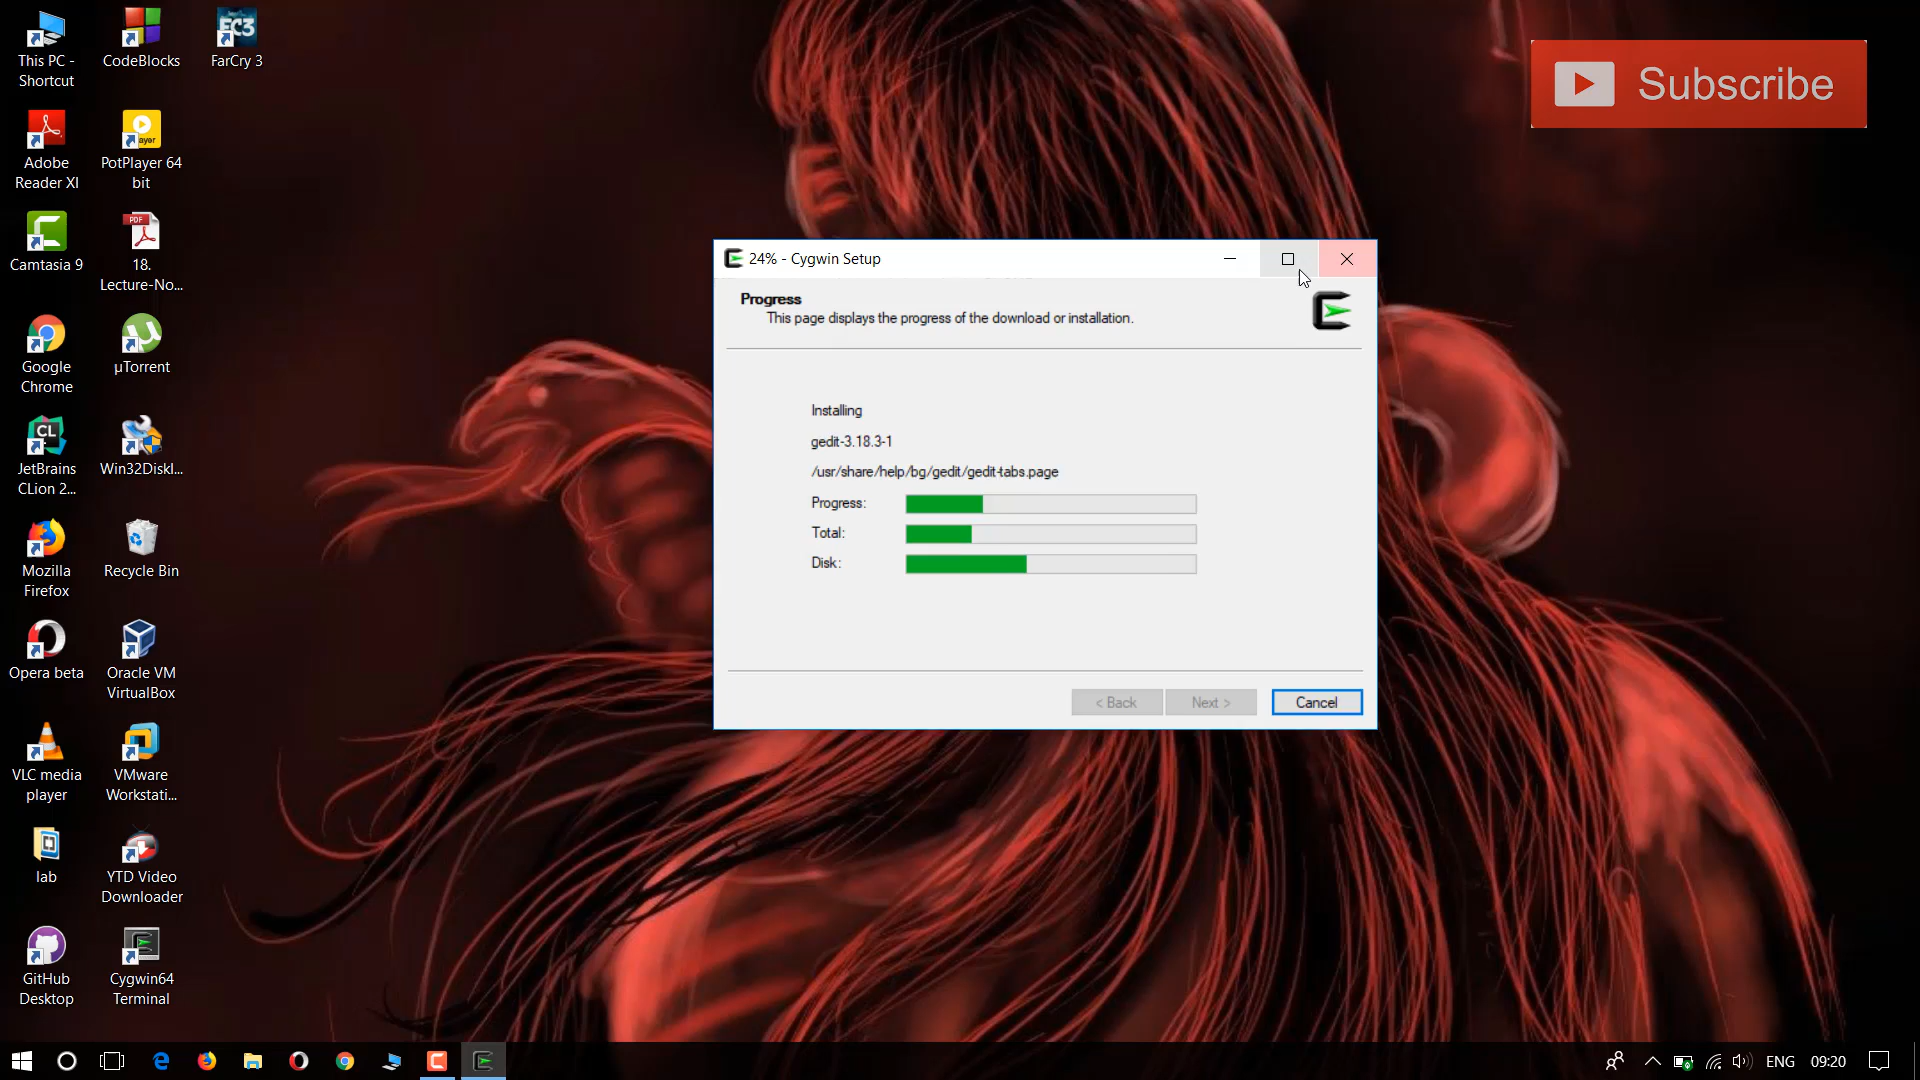 This PC -
Shortcut
CodeBlocks
FarCry 3
Adobe
Reader XI
PotPlayer 64
bit
Camtasia 9
18.
Lecture-No...
Google
Chrome
µTorrent
JetBrains
CLion 2...
Win32DiskI...
Mozilla
Firefox
Recycle Bin
Opera beta
Oracle VM
VirtualBox
VLC media
player
VMware
Workstati...
lab
YTD Video
Downloader
GitHub
Desktop
Cygwin64
Terminal
Subscribe
24% - Cygwin Setup
Progress
This page displays the progress of the download or installation.
Installing
gedit-3.18.3-1
/usr/share/help/bg/gedit/gedit-tabs.page
Progress:
Total:
Disk:
< Back
Next >
Cancel
ENG
09:20